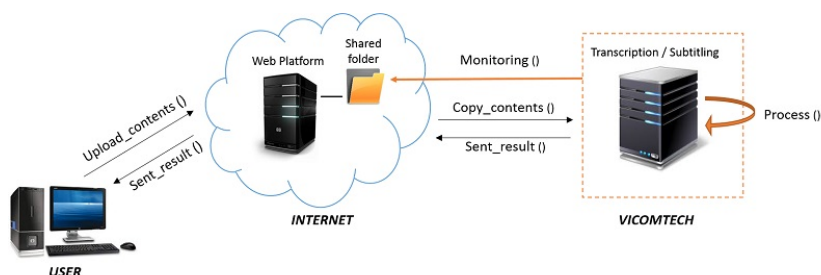 Shared
folder
Web Platform
Monitoring ()
Transcription / Subtitling
Upload_contents ()
Copy_contents ()
Process ()
Sent_result ()
Sent_result ()
INTERNET
VICOMTECH
USER